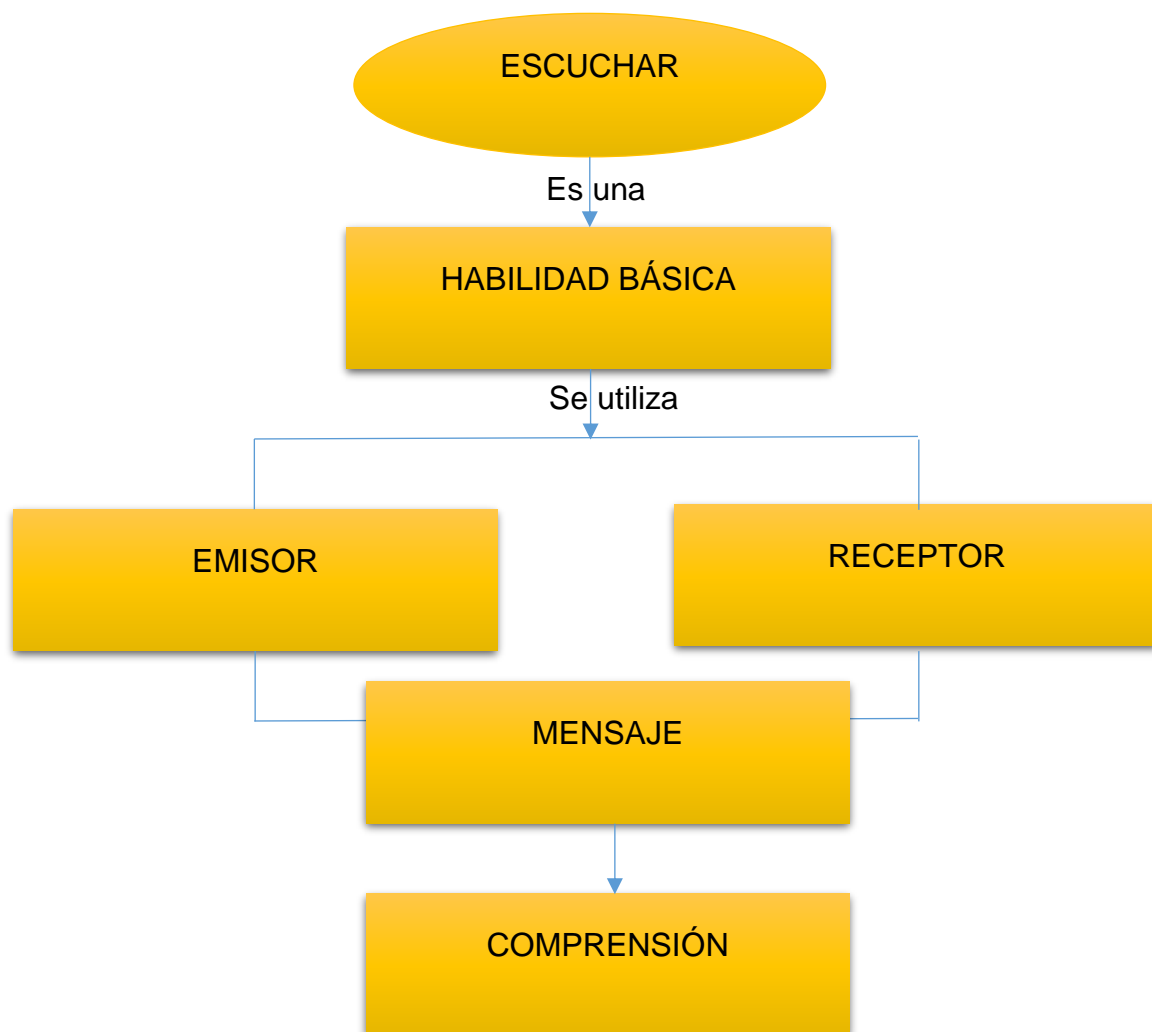 ESCUCHAR
Es una
HABILIDAD BÁSICA
Se utiliza
EMISOR
RECEPTOR
MENSAJE
COMPRENSIÓN